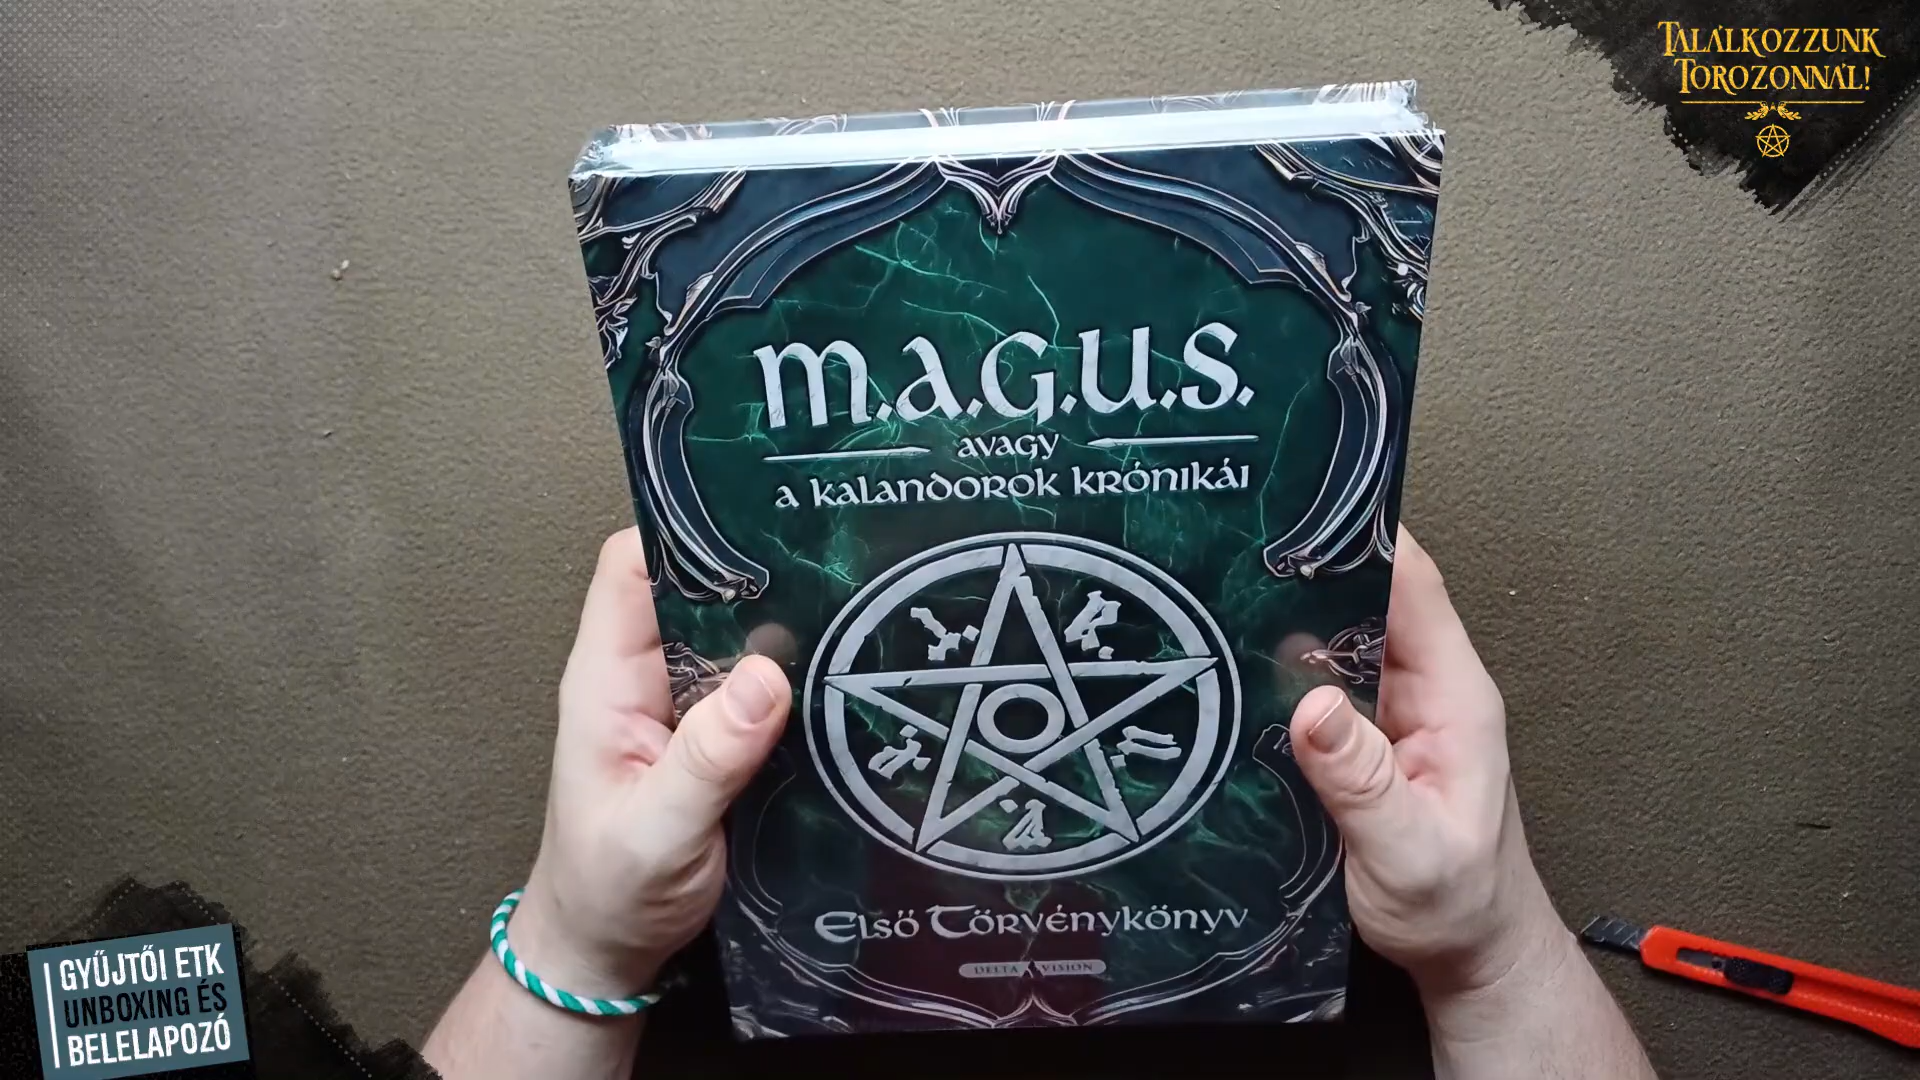 TALÁLKOZZUNK
TOROZONNÁL!
M.A.G.U.S.
AVAGY
A KALANDOROK KRÓNIKÁI
ELSŐ TÖRVÉNYKÖNYV
DELTA VISION
GYŰJTŐI ETK
UNBOXING ÉS
BELELAPOZÓ